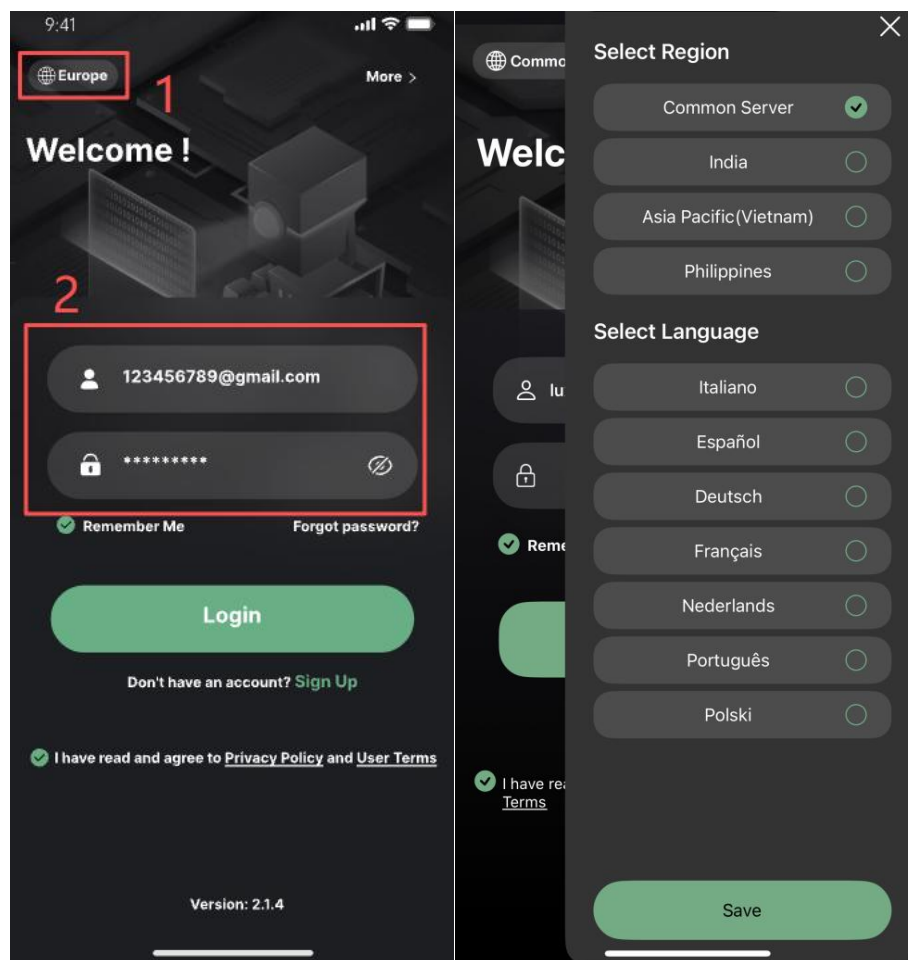 9:41
Europe
1
More >
Welcome !
2
123456789@gmail.com
*********
Remember Me
Forgot password?
Login
Don't have an account? Sign Up
I have read and agree to Privacy Policy and User Terms
Version: 2.1.4
Commo
Welc
lu
Reme
I have rea
Terms
Select Region
Common Server
India
Asia Pacific(Vietnam)
Philippines
Select Language
Italiano
Español
Deutsch
Français
Nederlands
Português
Polski
Save